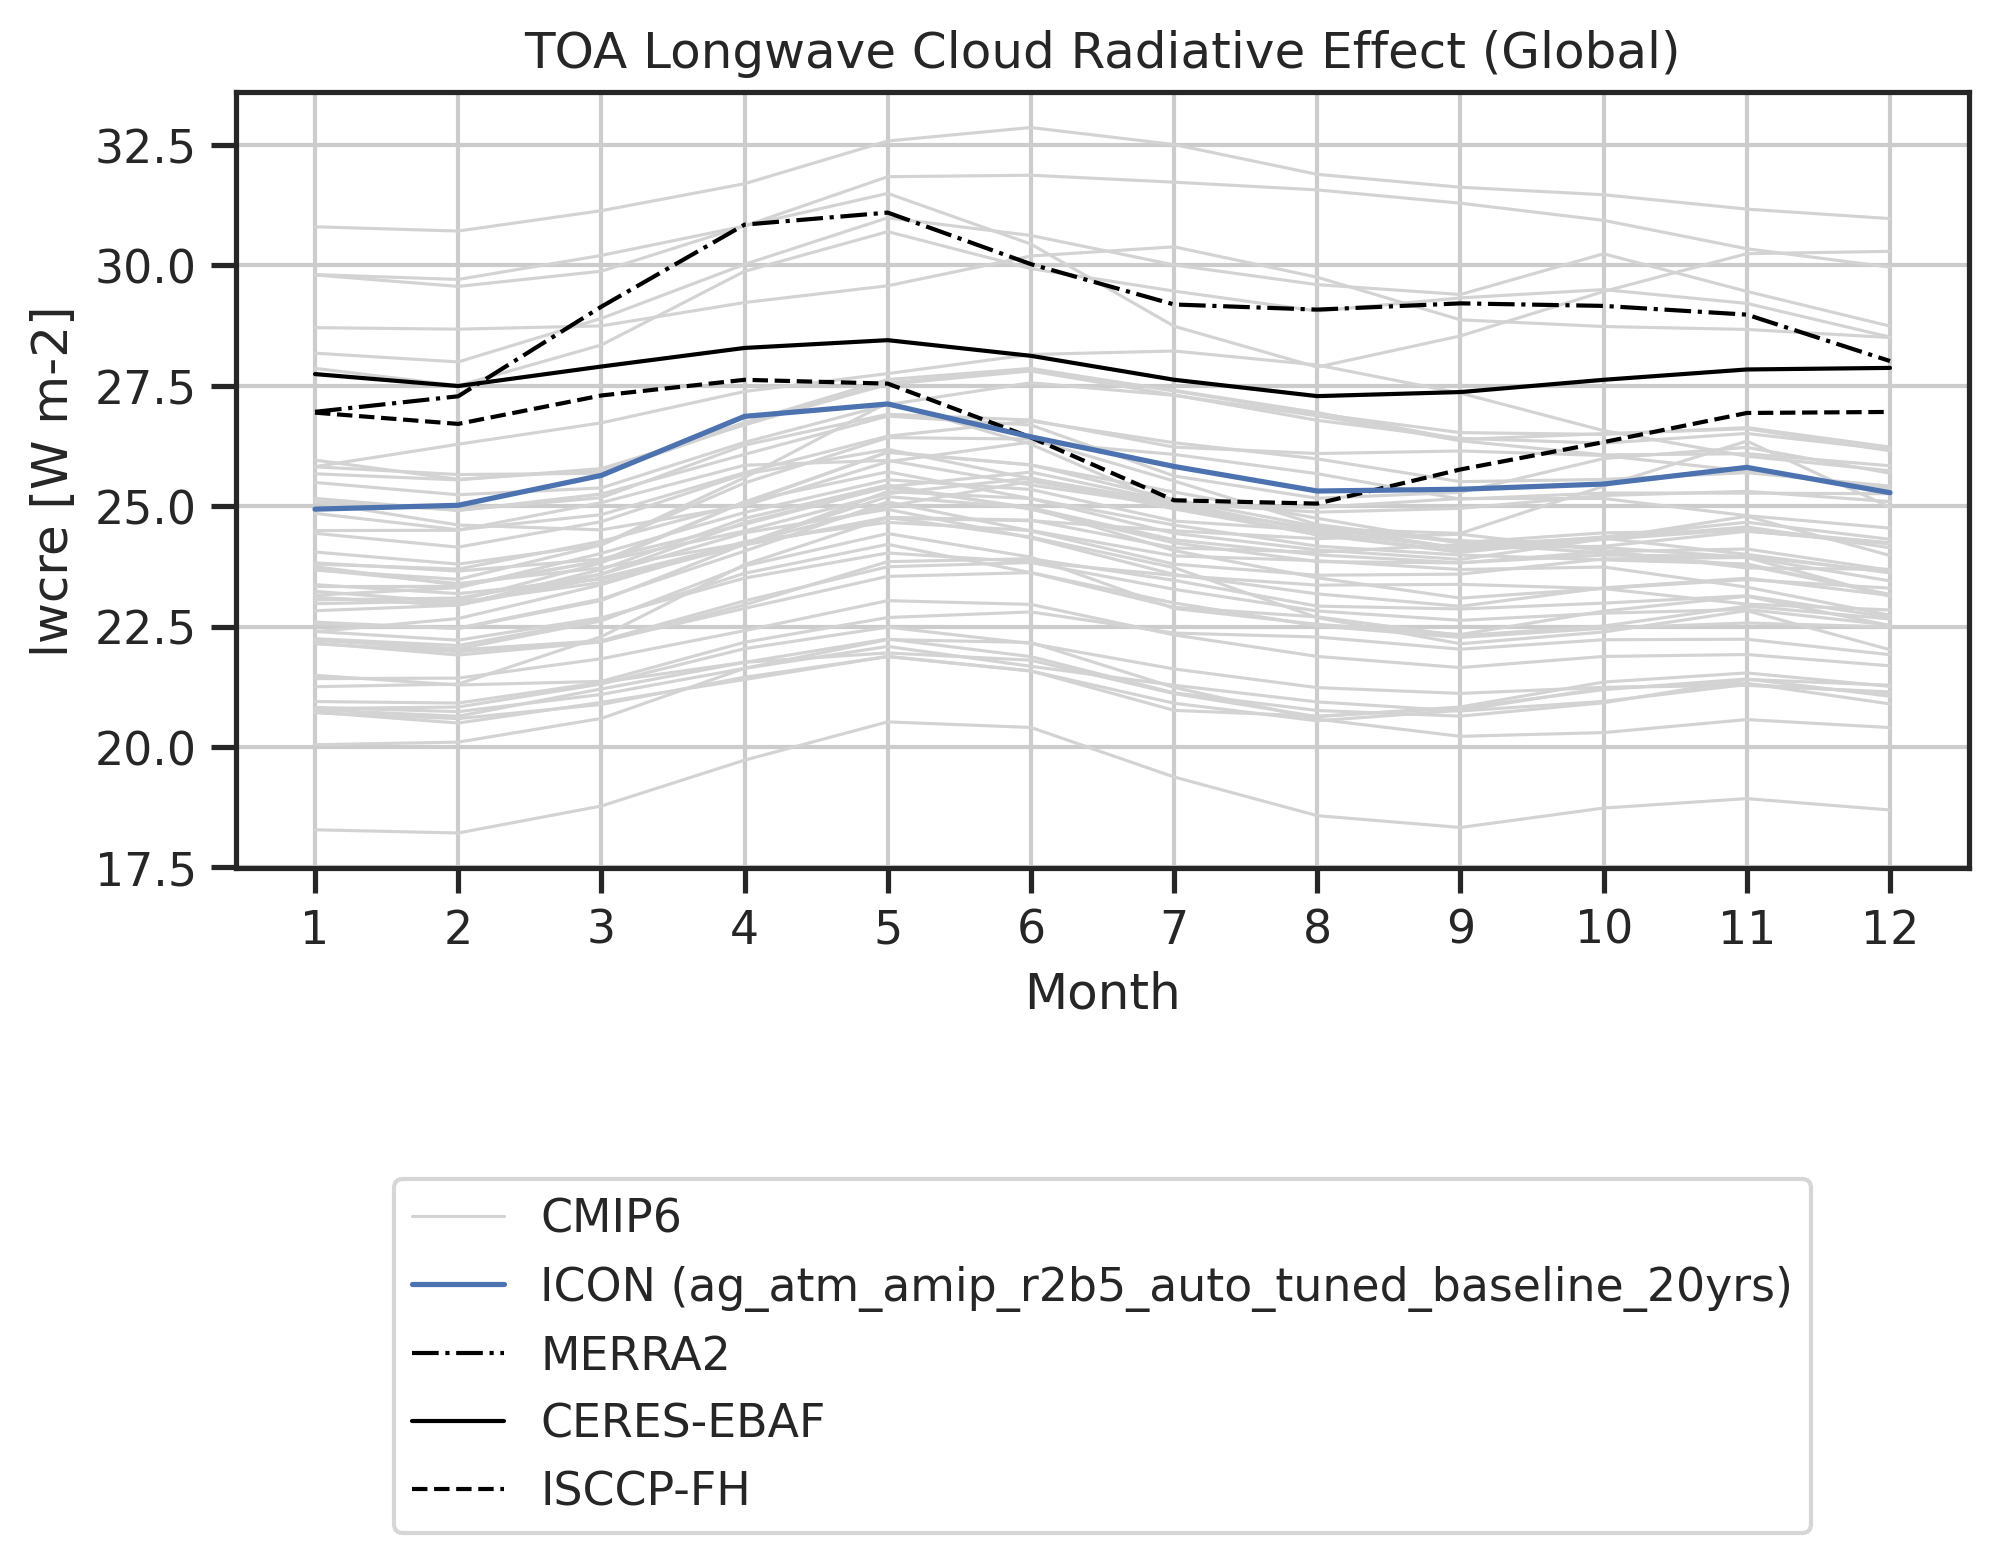 TOA Longwave Cloud Radiative Effect (Global)
lwcre [W m-2]
32.5
30.0
27.5
25.0
22.5
20.0
17.5
1 2 3 4 5 6 7 8 9 10 11 12
Month
CMIP6
ICON (ag_atm_amip_r2b5_auto_tuned_baseline_20yrs)
MERRA2
CERES-EBAF
ISCCP-FH